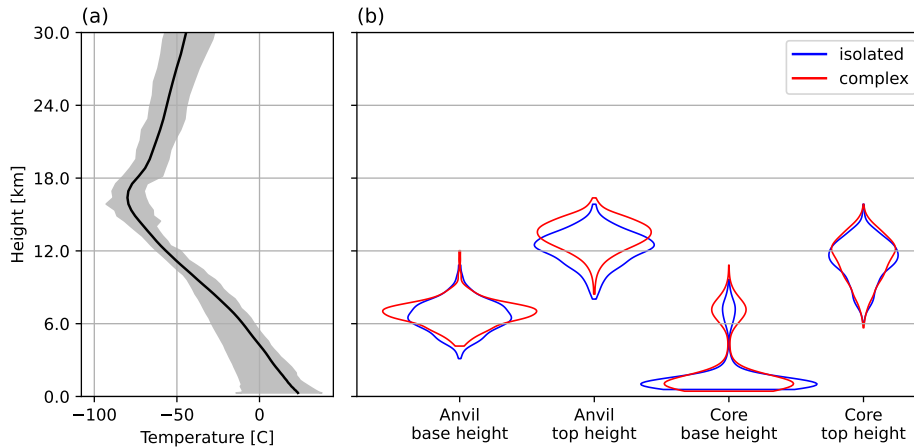 (a)
(b)
30.0
24.0
18.0
12.0
6.0
0.0
Height [km]
−100
−50
0
Temperature [C]
isolated
complex
Anvil
base height
Anvil
top height
Core
base height
Core
top height